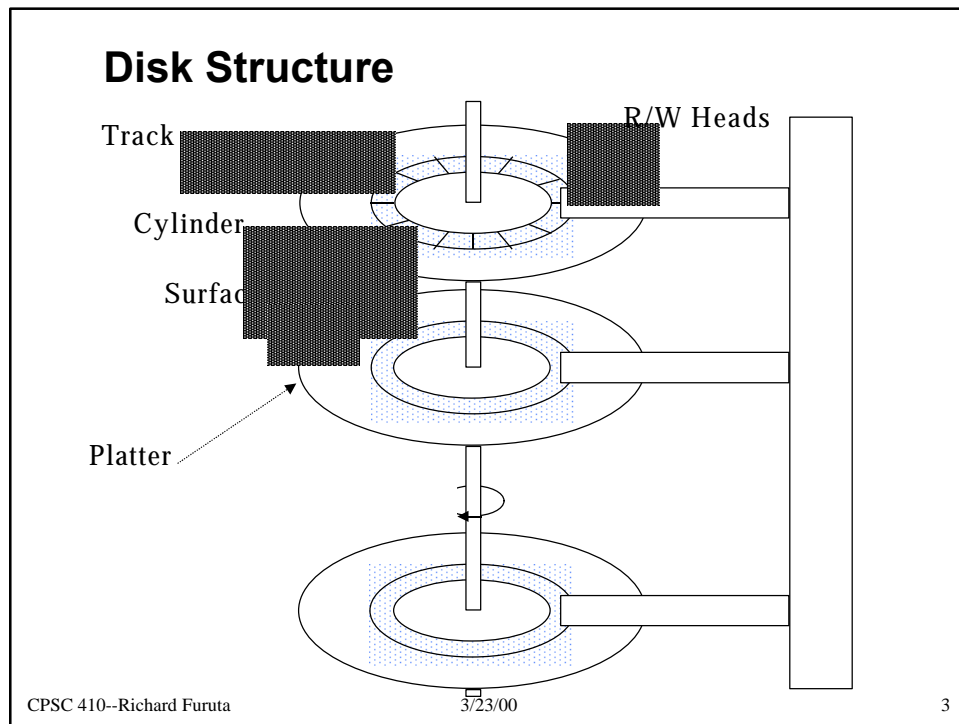 Disk Structure
Track
R/W Heads
Cylinder
Surfac
Platter
CPSC 410--Richard Furuta 3/23/00 3